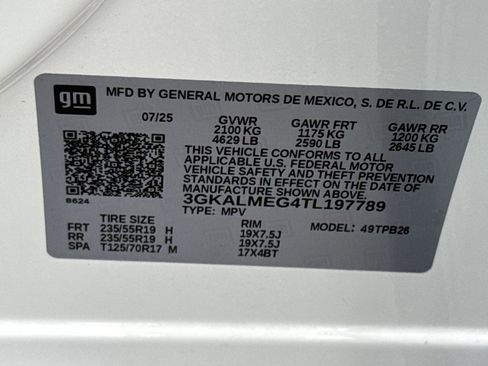 gm MFD BY GENERAL MOTORS DE MEXICO, S. DE R.L. DE C.V.
07/25 GVWR GAWR FRT GAWR RR
2100 KG 1175 KG 1200 KG
4629 LB 2590 LB 2645 LB
THIS VEHICLE CONFORMS TO ALL
APPLICABLE U.S. FEDERAL MOTOR
VEHICLE SAFETY AND THEFT PREVENTION
STANDARDS IN EFFECT ON THE DATE OF
MANUFACTURE SHOWN ABOVE.
3GKALMEG4TL197789
8624
TYPE: MPV
TIRE SIZE RIM MODEL: 49TPB26
FRT 235/55R19 H 19X7.5J
RR 235/55R19 H 19X7.5J
SPA T125/70R17 M 17X4BT